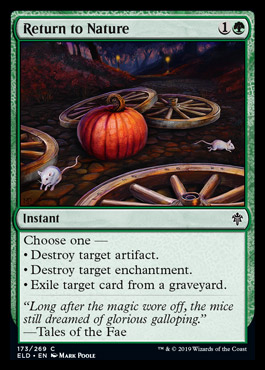 Return to Nature 1
Instant
Choose one —
• Destroy target artifact.
• Destroy target enchantment.
• Exile target card from a graveyard.
“Long after the magic wore off, the mice
still dreamed of glorious galloping.”
—Tales of the Fae
173/269 C
ELD • EN MARK POOLE
™ & © 2019 Wizards of the Coast